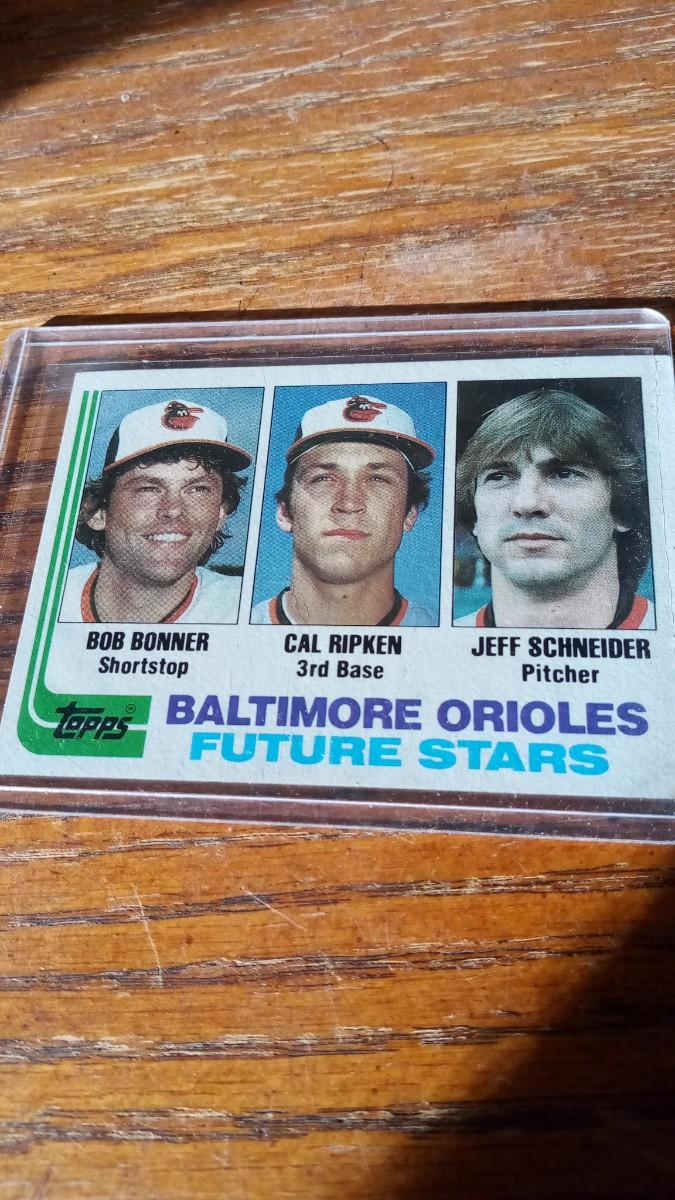 BOB BONNER
Shortstop
CAL RIPKEN
3rd Base
JEFF SCHNEIDER
Pitcher
Topps®
BALTIMORE ORIOLES
FUTURE STARS